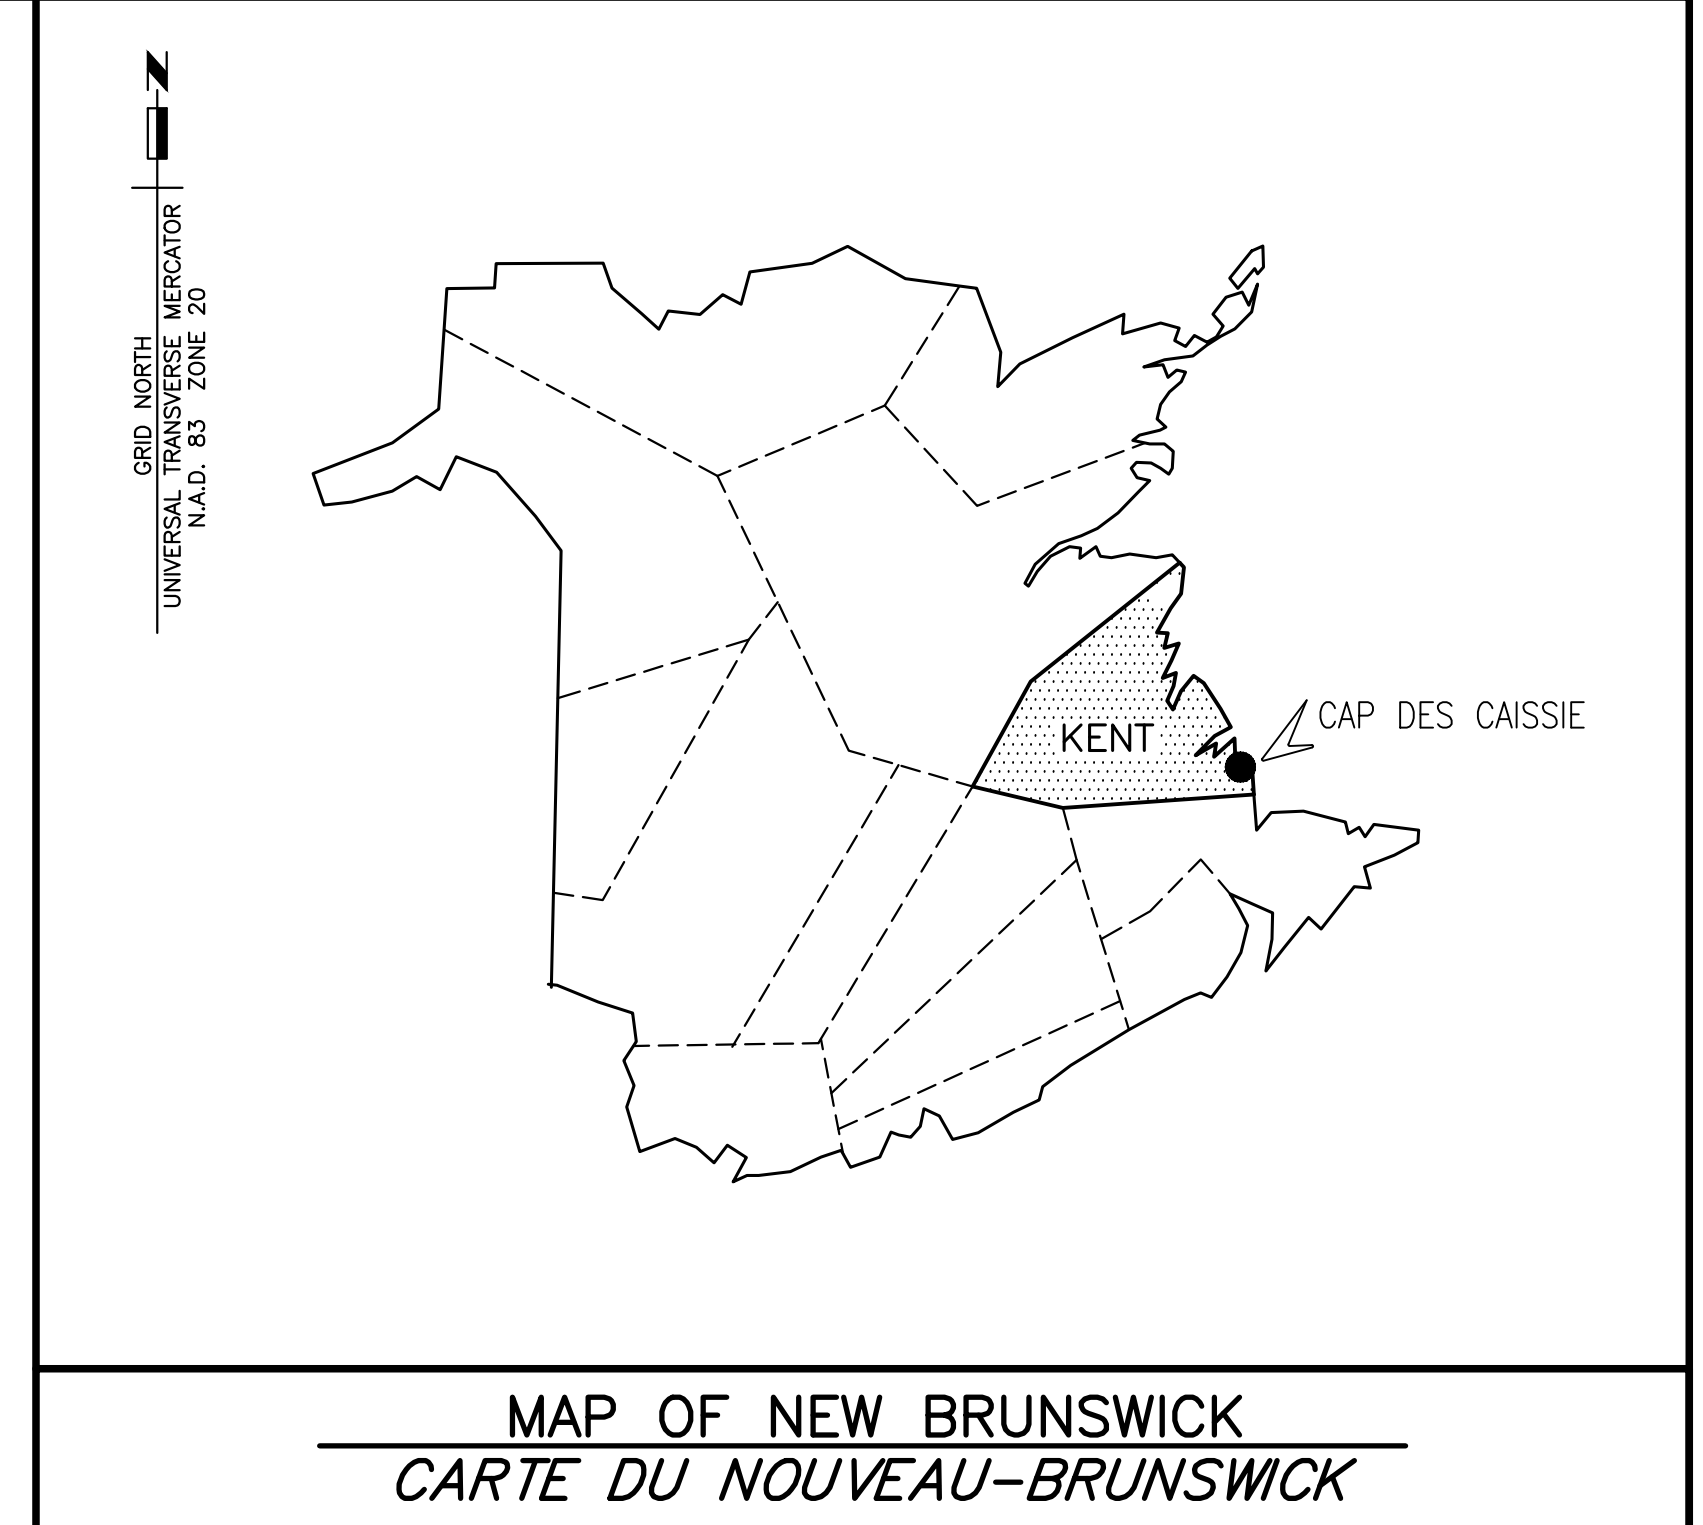 N
GRID NORTH
UNIVERSAL TRANSVERSE MERCATOR
N.A.D. 83 ZONE 20
KENT
CAP DES CAISSIE
MAP OF NEW BRUNSWICK
CARTE DU NOUVEAU-BRUNSWICK